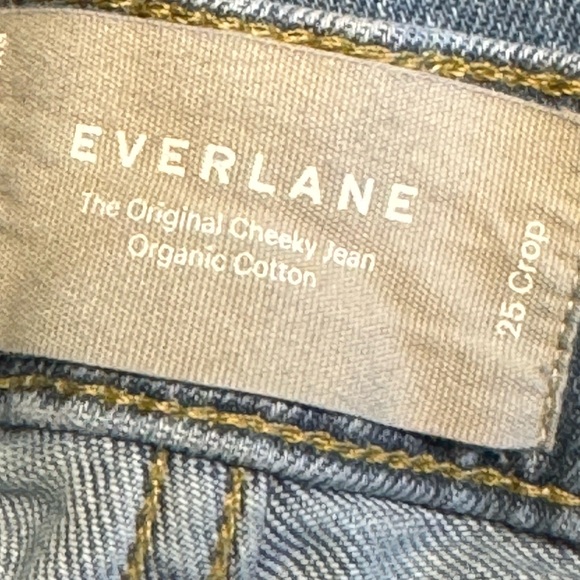 EVERLANE
The Original Cheeky Jean
Organic Cotton
25 Crop